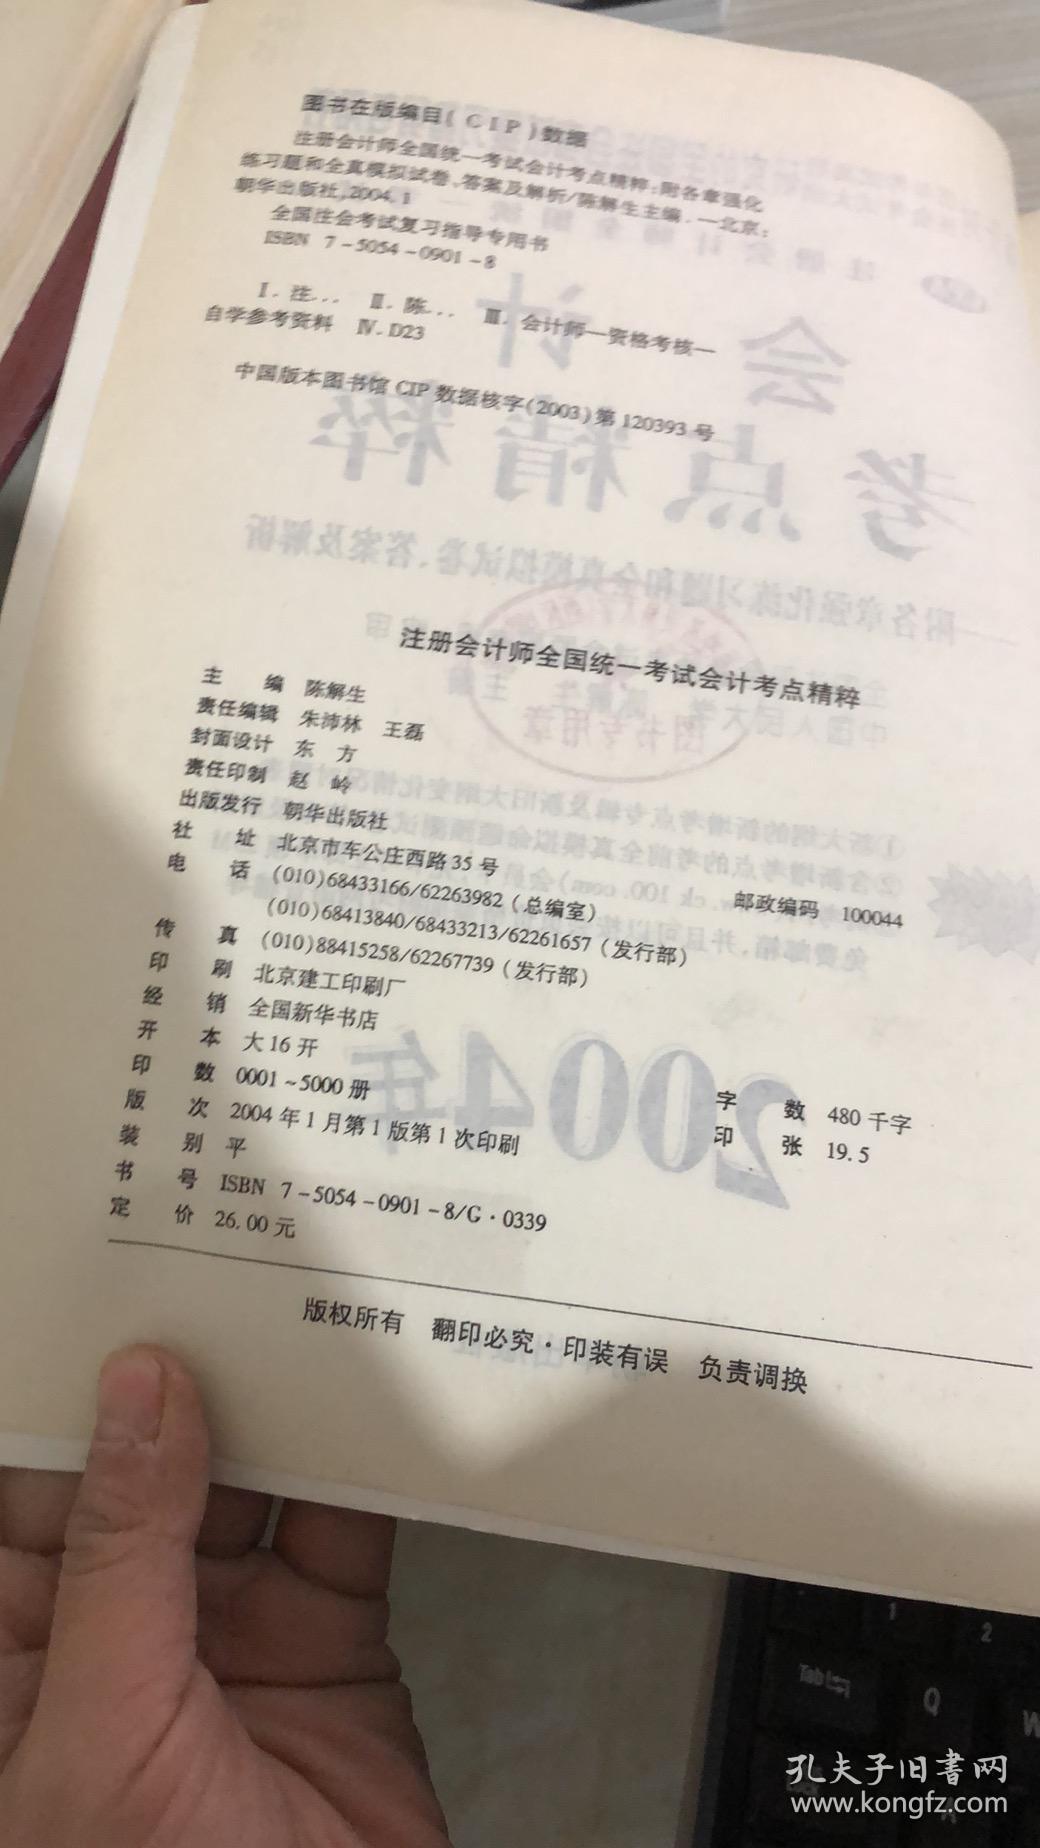 图书在版编目(CIP)数据
注册会计师全国统一考试会计考点精粹:附各章强化
练习题和全真模拟试卷、答案及解析/陈解生主编.—北京:
朝华出版社,2004.1
全国注会考试复习指导专用书
ISBN 7-5054-0901-8
Ⅰ.注… Ⅱ.陈… Ⅲ.会计师—资格考核—
自学参考资料 Ⅳ.D23
中国版本图书馆CIP数据核字(2003)第120393号
注册会计师全国统一考试会计考点精粹
主编 陈解生
责任编辑 朱沛林 王磊
封面设计 东方
责任印制 赵岭
出版发行 朝华出版社
社址 北京市车公庄西路35号 邮政编码 100044
电话 (010)68433166/62263982(总编室)
(010)68413840/68433213/62261657(发行部)
传真 (010)88415258/62267739(发行部)
印刷 北京建工印刷厂
经销 全国新华书店
开本 大16开
印数 0001~5000册 字数 480千字
版次 2004年1月第1版第1次印刷 印张 19.5
装别 平
书号 ISBN 7-5054-0901-8/G·0339
定价 26.00元
版权所有 翻印必究·印装有误 负责调换
Tab
1
2
Q
W
A
孔夫子旧书网
www.kongfz.com